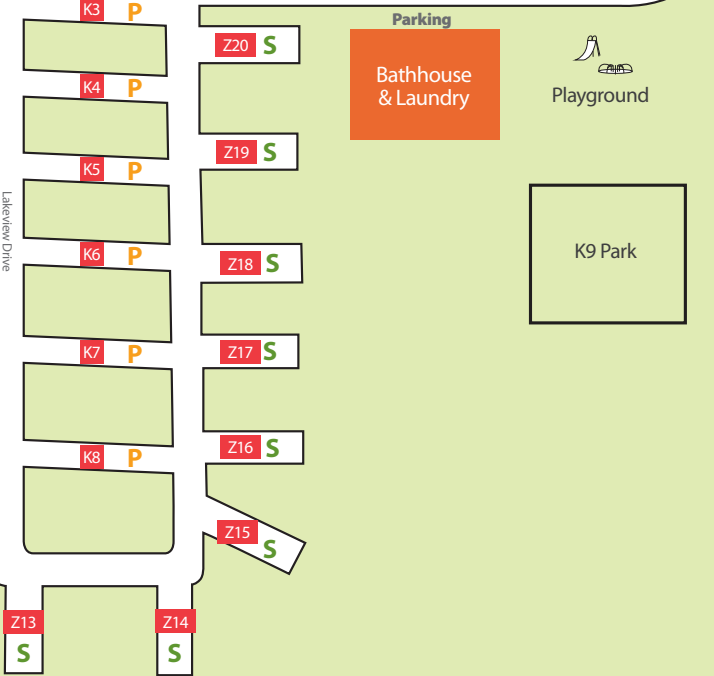 K3 P
Parking
Z20 S
Bathhouse
& Laundry
K4 P
Playground
Z19 S
K5 P
Lakeview Drive
K6 P
Z18 S
K9 Park
K7 P
Z17 S
K8 P
Z16 S
Z15 S
Z13
S
Z14
S